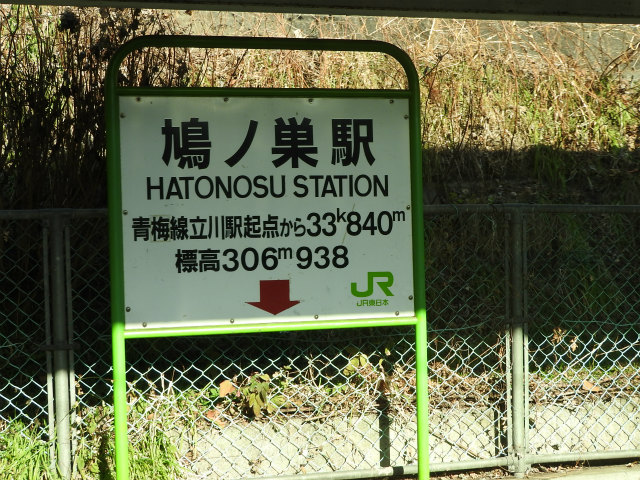 鳩ノ巣駅
HATONOSU STATION
青梅線立川駅起点から33k840m
標高306m938
JR
JR東日本